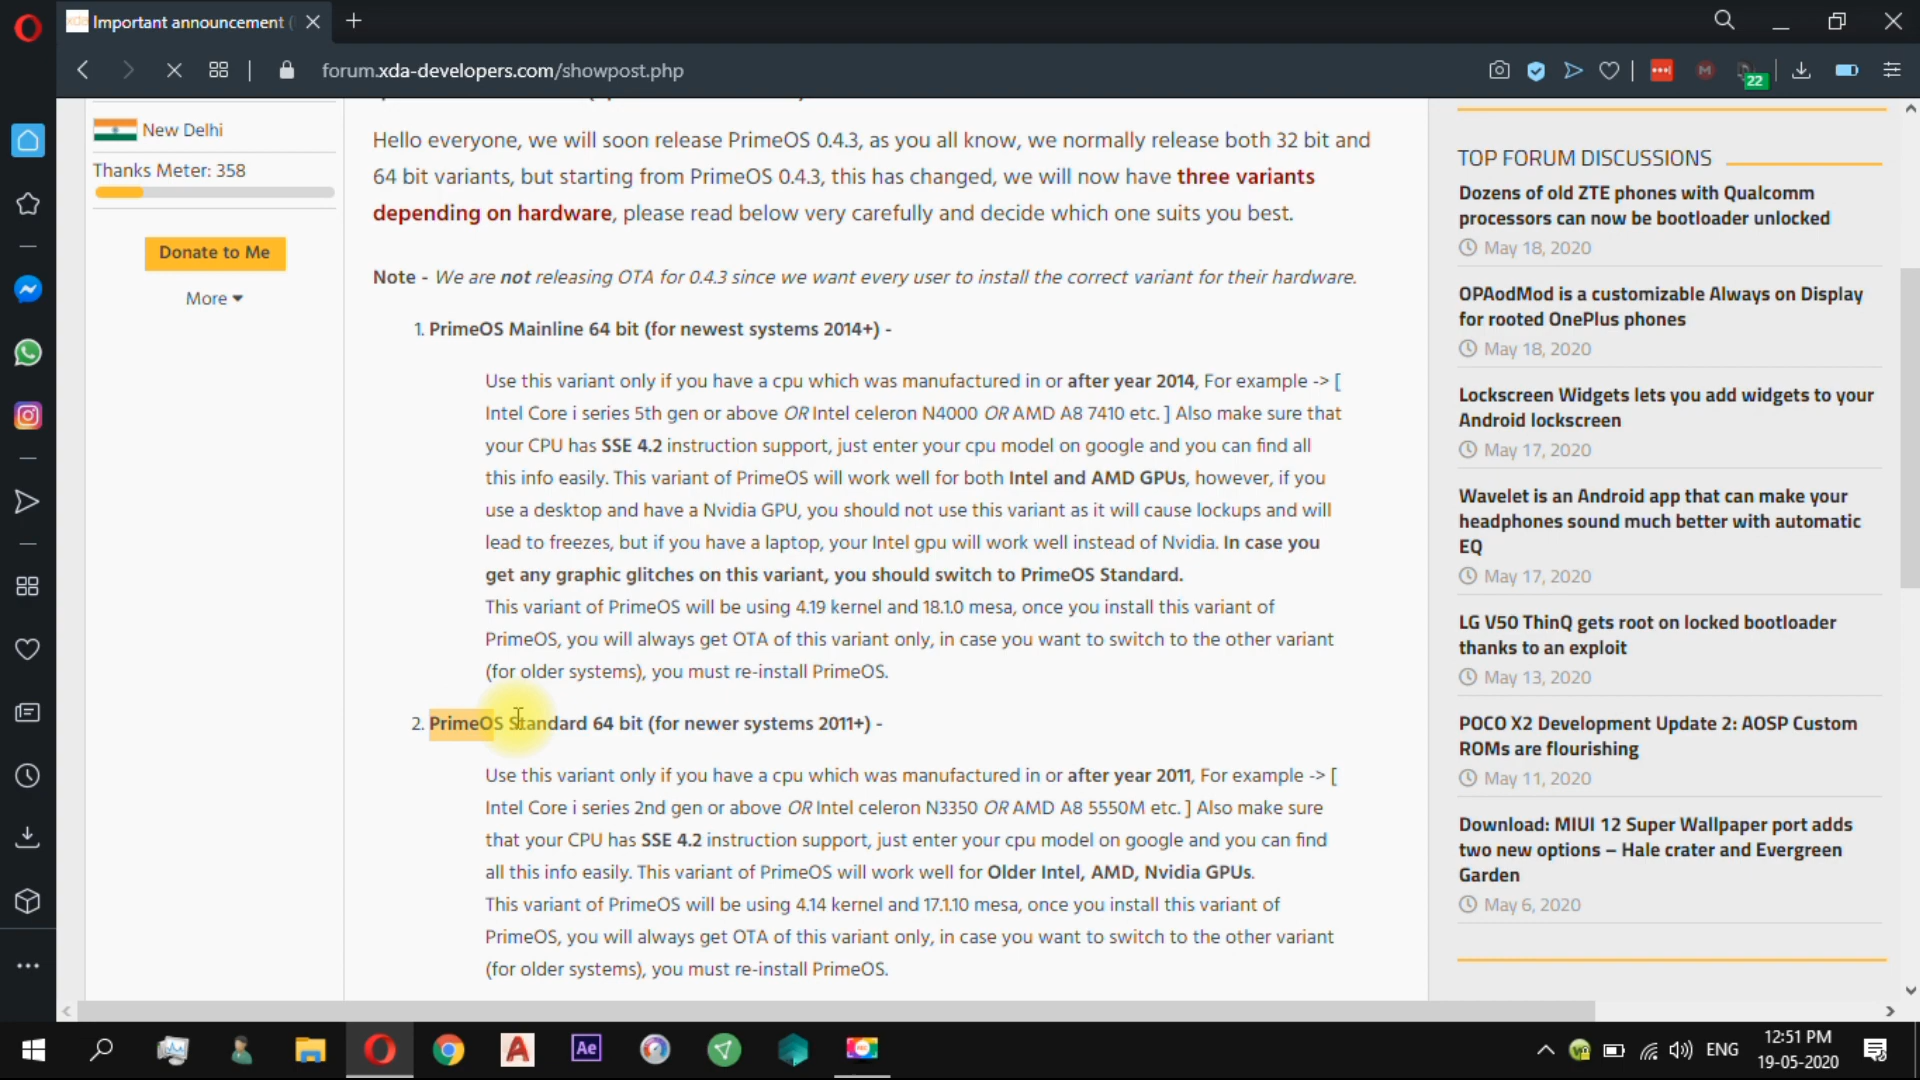 Important announcement (
forum.xda-developers.com/showpost.php
22
New Delhi
Thanks Meter: 358
Donate to Me
More
Hello everyone, we will soon release PrimeOS 0.4.3, as you all know, we normally release both 32 bit and
64 bit variants, but starting from PrimeOS 0.4.3, this has changed, we will now have three variants
depending on hardware, please read below very carefully and decide which one suits you best.
Note - We are not releasing OTA for 0.4.3 since we want every user to install the correct variant for their hardware.
1. PrimeOS Mainline 64 bit (for newest systems 2014+) -
Use this variant only if you have a cpu which was manufactured in or after year 2014, For example -> [
Intel Core i series 5th gen or above OR Intel celeron N4000 OR AMD A8 7410 etc. ] Also make sure that
your CPU has SSE 4.2 instruction support, just enter your cpu model on google and you can find all
this info easily. This variant of PrimeOS will work well for both Intel and AMD GPUs, however, if you
use a desktop and have a Nvidia GPU, you should not use this variant as it will cause lockups and will
lead to freezes, but if you have a laptop, your Intel gpu will work well instead of Nvidia. In case you
get any graphic glitches on this variant, you should switch to PrimeOS Standard.
This variant of PrimeOS will be using 4.19 kernel and 18.1.0 mesa, once you install this variant of
PrimeOS, you will always get OTA of this variant only, in case you want to switch to the other variant
(for older systems), you must re-install PrimeOS.
2. PrimeOS Standard 64 bit (for newer systems 2011+) -
Use this variant only if you have a cpu which was manufactured in or after year 2011, For example -> [
Intel Core i series 2nd gen or above OR Intel celeron N3350 OR AMD A8 5550M etc. ] Also make sure
that your CPU has SSE 4.2 instruction support, just enter your cpu model on google and you can find
all this info easily. This variant of PrimeOS will work well for Older Intel, AMD, Nvidia GPUs.
This variant of PrimeOS will be using 4.14 kernel and 17.1.10 mesa, once you install this variant of
PrimeOS, you will always get OTA of this variant only, in case you want to switch to the other variant
(for older systems), you must re-install PrimeOS.
TOP FORUM DISCUSSIONS
Dozens of old ZTE phones with Qualcomm
processors can now be bootloader unlocked
May 18, 2020
OPAodMod is a customizable Always on Display
for rooted OnePlus phones
May 18, 2020
Lockscreen Widgets lets you add widgets to your
Android lockscreen
May 17, 2020
Wavelet is an Android app that can make your
headphones sound much better with automatic
EQ
May 17, 2020
LG V50 ThinQ gets root on locked bootloader
thanks to an exploit
May 13, 2020
POCO X2 Development Update 2: AOSP Custom
ROMs are flourishing
May 11, 2020
Download: MIUI 12 Super Wallpaper port adds
two new options – Hale crater and Evergreen
Garden
May 6, 2020
Ae
ENG
12:51 PM
19-05-2020